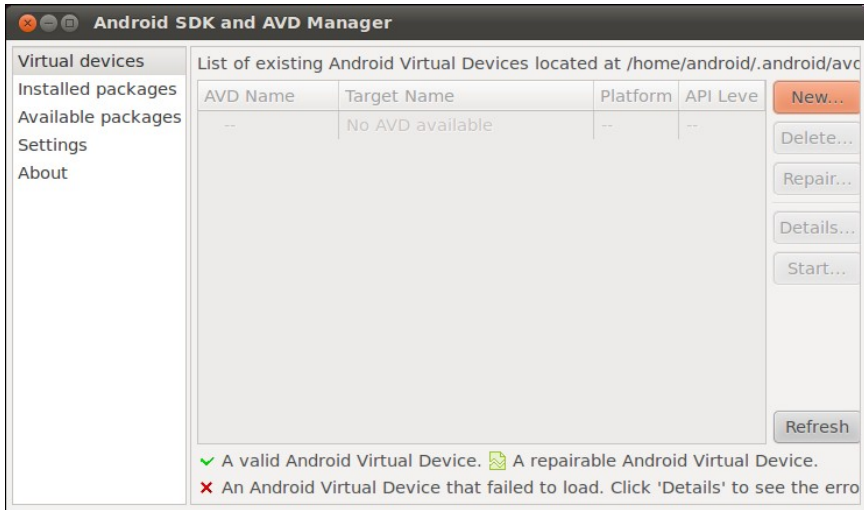 Android SDK and AVD Manager
Virtual devices
Installed packages
Available packages
Settings
About
List of existing Android Virtual Devices located at /home/android/.android/avd
AVD Name Target Name Platform API Leve
-- No AVD available -- --
New...
Delete...
Repair...
Details...
Start...
Refresh
A valid Android Virtual Device. A repairable Android Virtual Device.
An Android Virtual Device that failed to load. Click 'Details' to see the erro